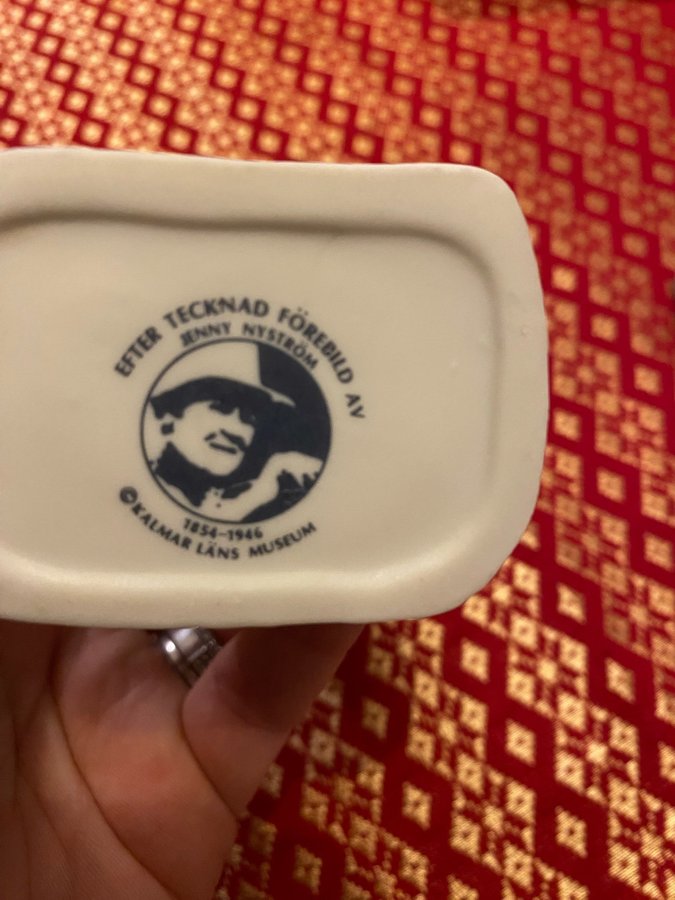 EFTER TECKNAD FÖREBILD AV
JENNY NYSTRÖM
1854-1946
©KALMAR LÄNS MUSEUM